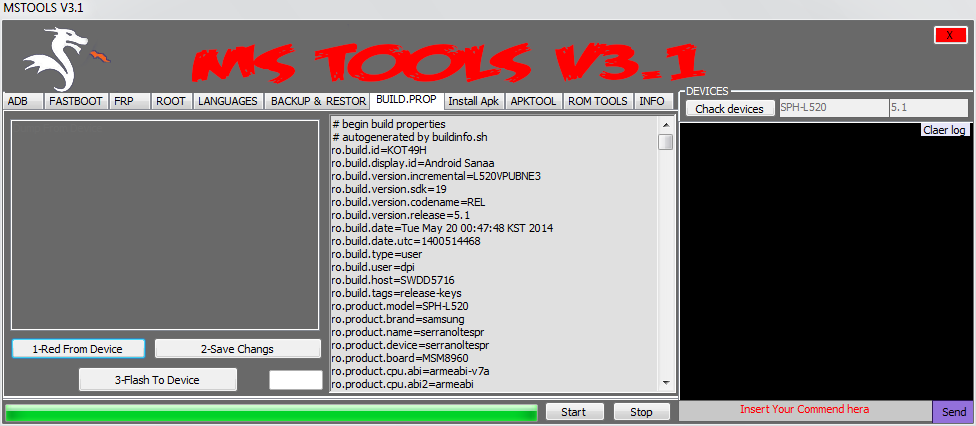 MSTOOLS V3.1
MS TOOLS V3.1
X
ADB FASTBOOT FRP ROOT LANGUAGES BACKUP & RESTOR BUILD.PROP Install Apk APKTOOL ROM TOOLS INFO
DEVICES
Chack devices SPH-L520 5.1
Claer log
# begin build properties
# autogenerated by buildinfo.sh
ro.build.id=KOT49H
ro.build.display.id=Android Sanaa
ro.build.version.incremental=L520VPUBNE3
ro.build.version.sdk=19
ro.build.version.codename=REL
ro.build.version.release=5.1
ro.build.date=Tue May 20 00:47:48 KST 2014
ro.build.date.utc=1400514468
ro.build.type=user
ro.build.user=dpi
ro.build.host=SWDD5716
ro.build.tags=release-keys
ro.product.model=SPH-L520
ro.product.brand=samsung
ro.product.name=serranoltespr
ro.product.device=serranoltespr
ro.product.board=MSM8960
ro.product.cpu.abi=armeabi-v7a
ro.product.cpu.abi2=armeabi
1-Red From Device 2-Save Changs
3-Flash To Device
Start Stop
Insert Your Commend hera Send